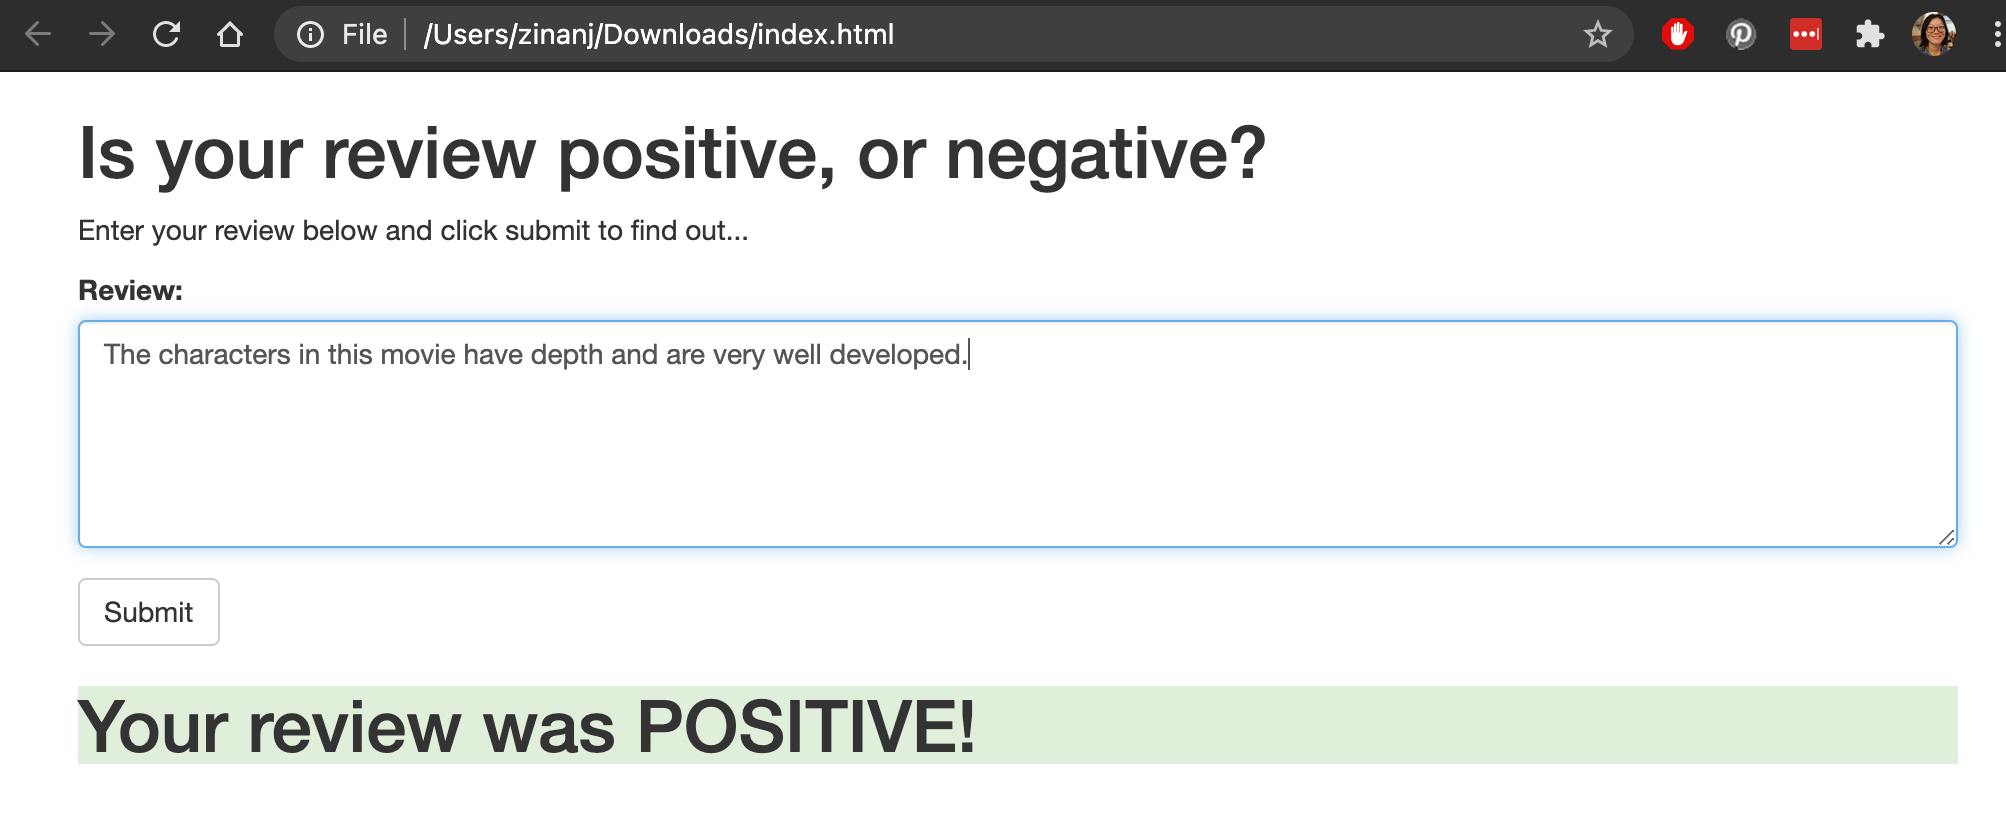 File /Users/zinanj/Downloads/index.html
Is your review positive, or negative?
Enter your review below and click submit to find out...
Review:
The characters in this movie have depth and are very well developed.
Submit
Your review was POSITIVE!